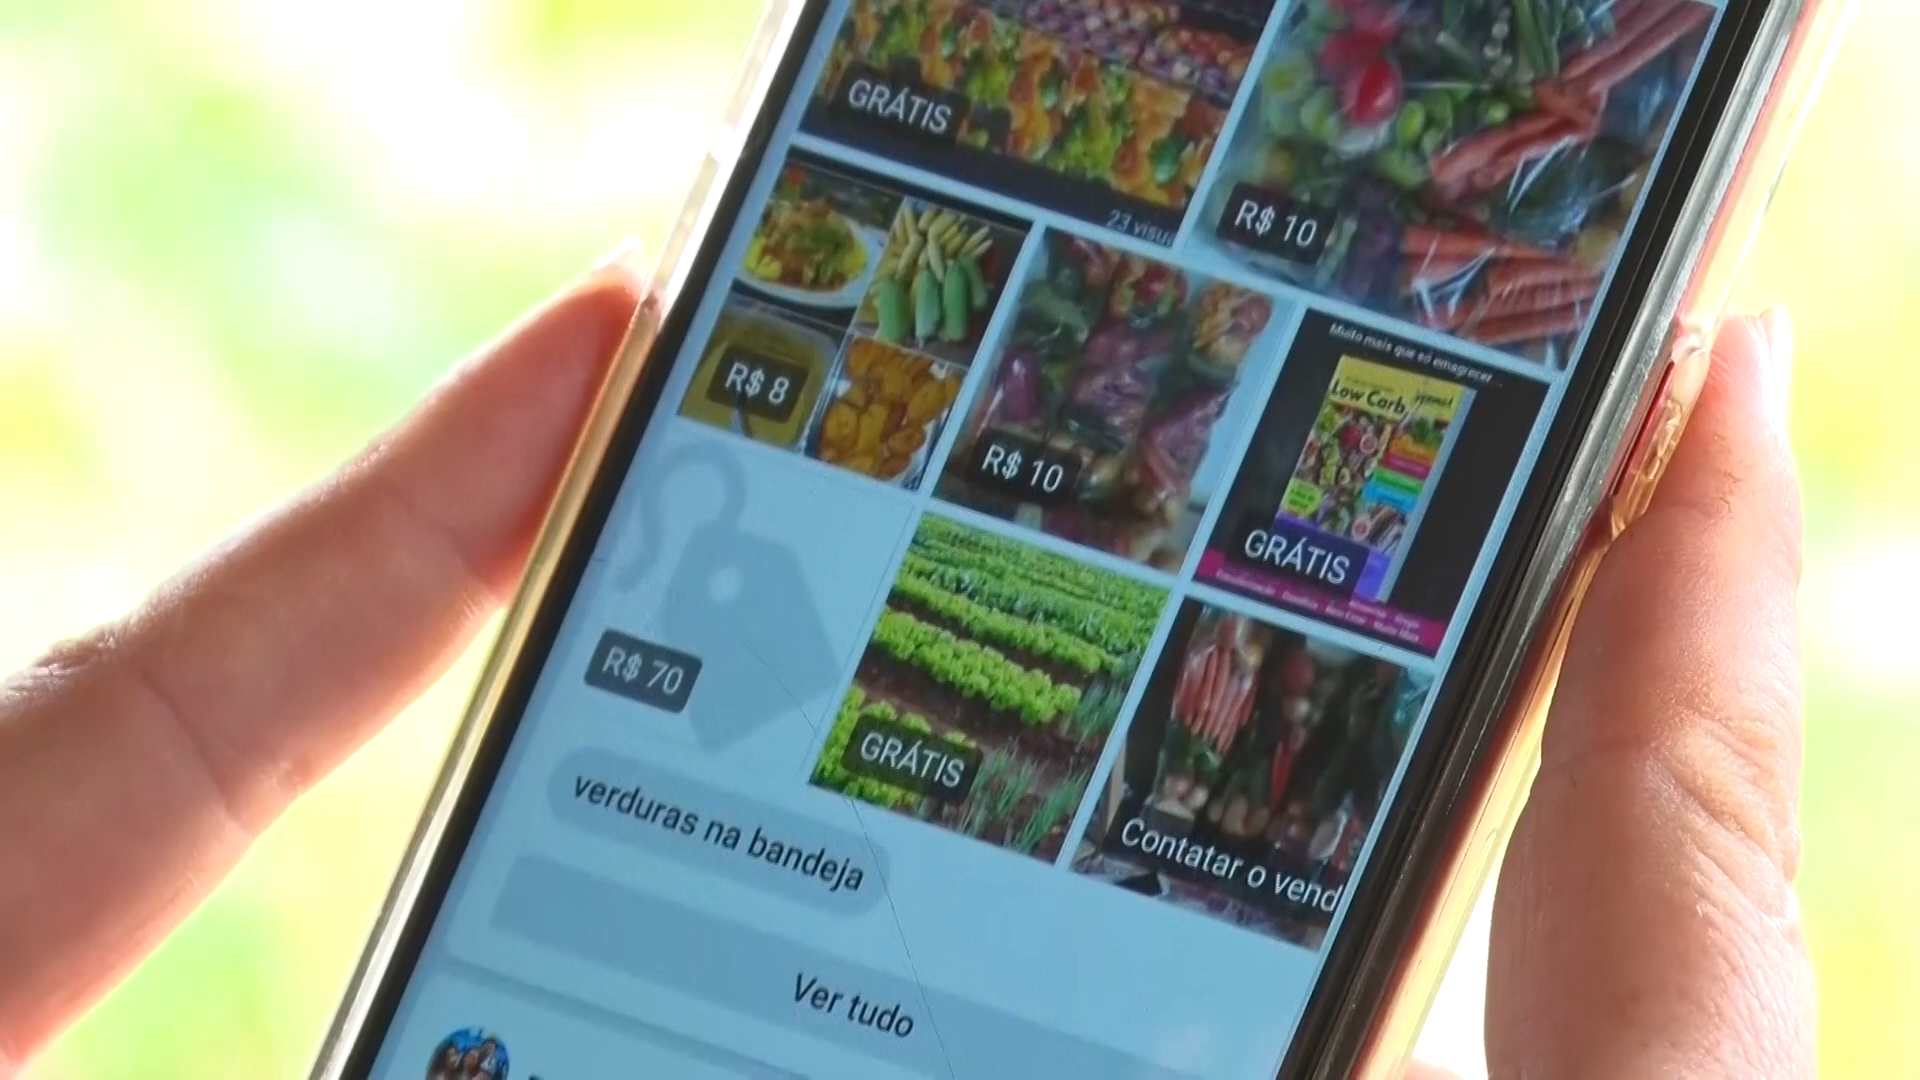 GRÁTIS
23 visu
R$ 10
R$ 8
R$ 10
Muito mais que só emagrecer...
Low Carb
GRÁTIS
R$ 70
GRÁTIS
Contatar o vend
verduras na bandeja
Ver tudo